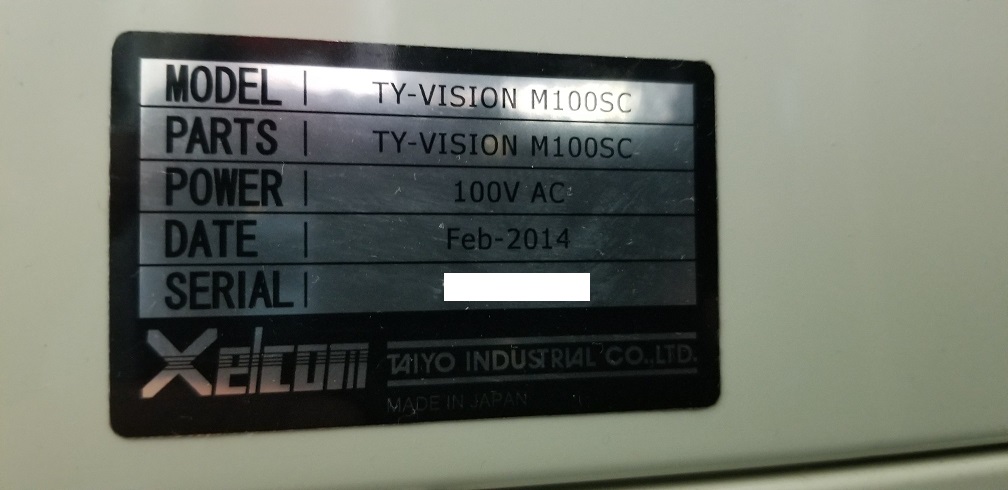 MODEL | TY-VISION M100SC
PARTS | TY-VISION M100SC
POWER | 100V AC
DATE | Feb-2014
SERIAL |
Xelcom TAIYO INDUSTRIAL CO.,LTD.
MADE IN JAPAN